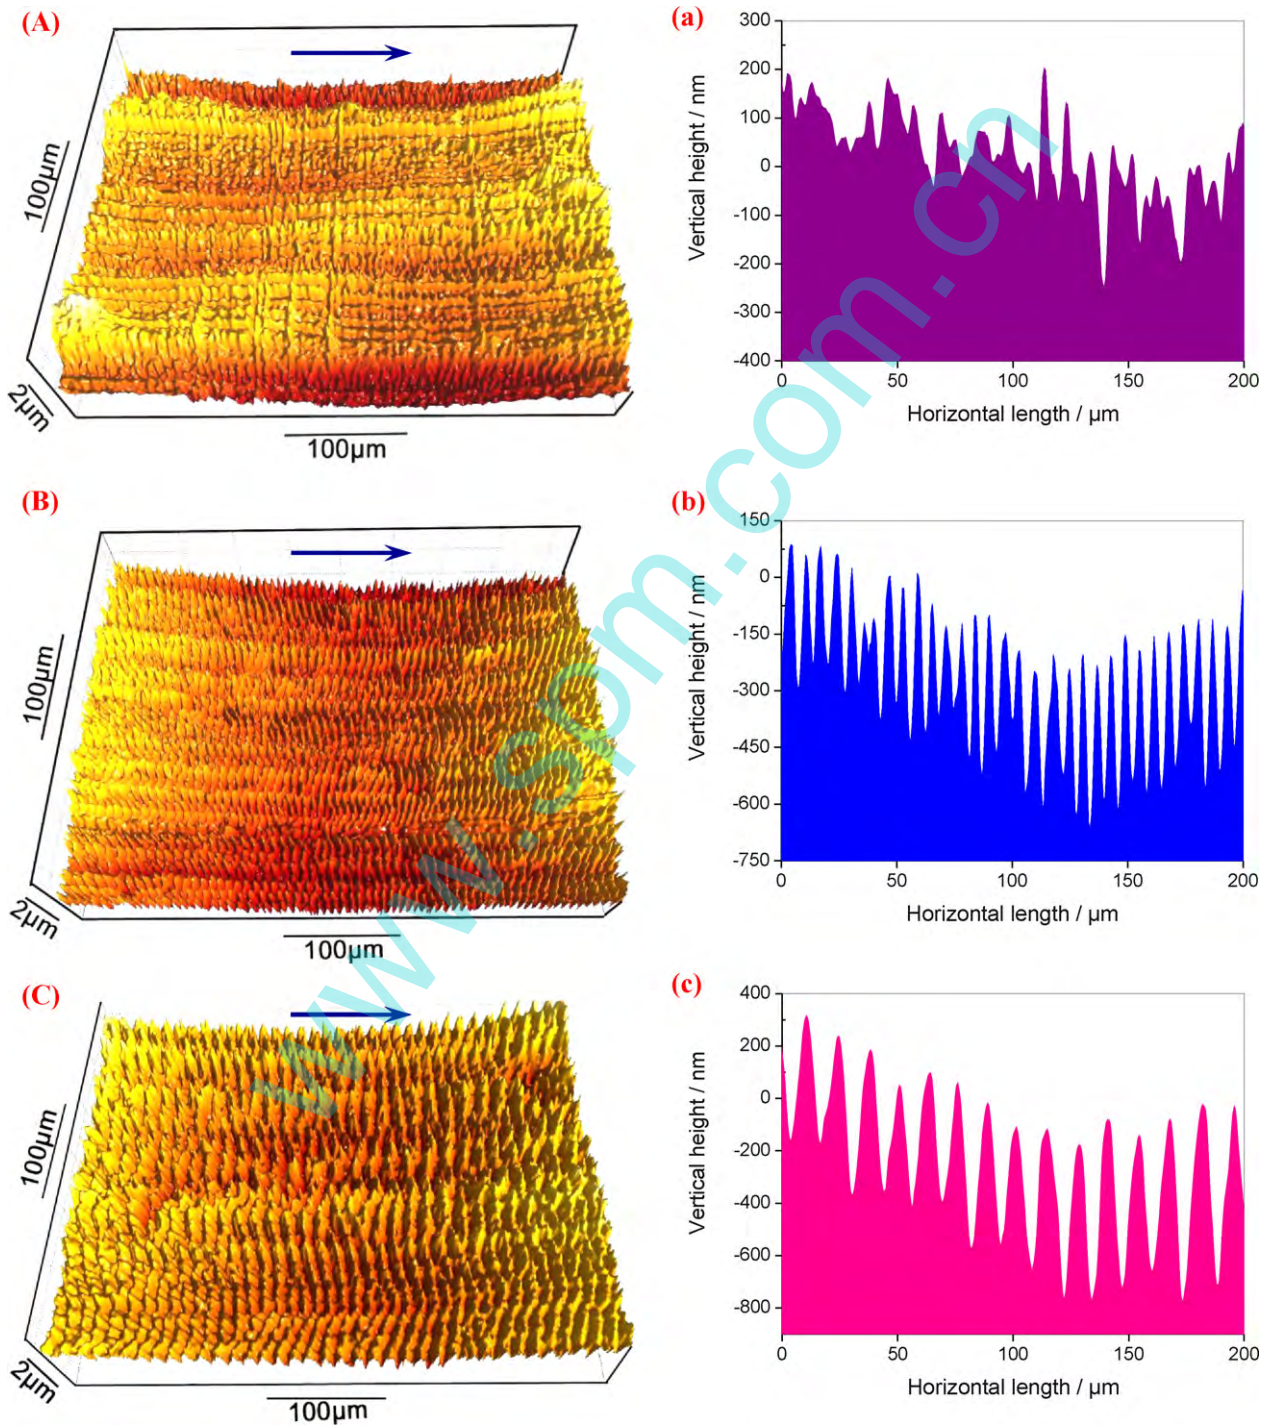 (A)
100µm
2µm
100µm
(a)
300
200
100
0
-100
-200
-300
-400
Vertical height / nm
0 50 100 150 200
Horizontal length / µm
(B)
100µm
2µm
100µm
(b)
150
0
-150
-300
-450
-600
-750
Vertical height / nm
0 50 100 150 200
Horizontal length / µm
(C)
100µm
2µm
100µm
(c)
400
200
0
-200
-400
-600
-800
Vertical height / nm
0 50 100 150 200
Horizontal length / µm
www.spm.com.cn